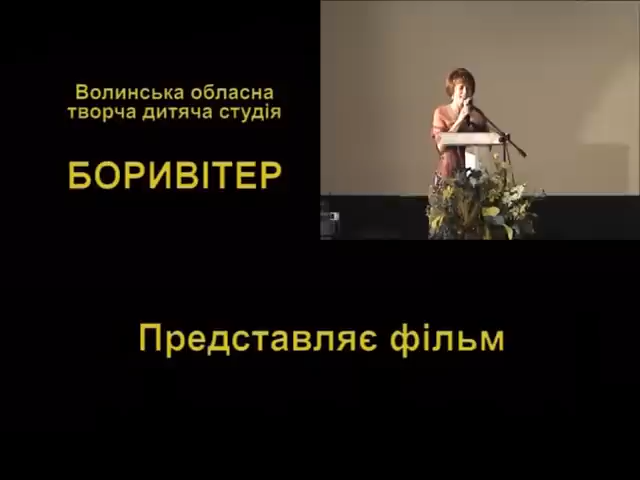 Волинська обласна
творча дитяча студія
БОРИВІТЕР
Представляє фільм